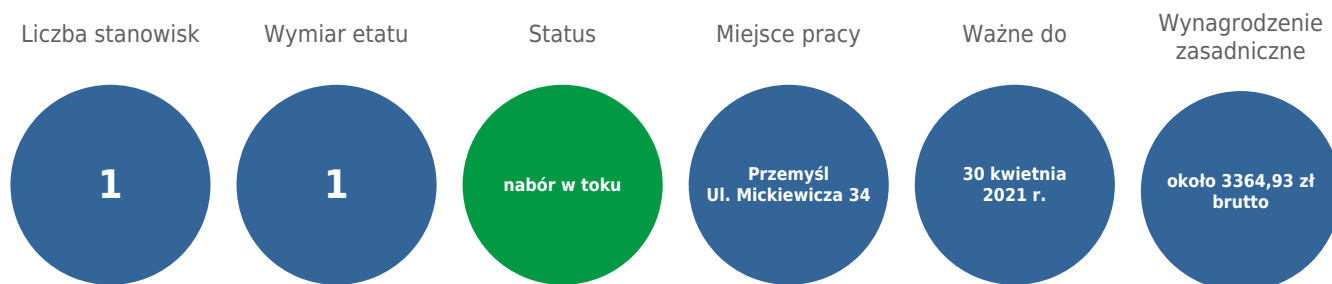 Liczba stanowisk
Wymiar etatu
Status
Miejsce pracy
Ważne do
Wynagrodzenie
zasadnicze
1
1
nabór w toku
Przemyśl
Ul. Mickiewicza 34
30 kwietnia
2021 r.
około 3364,93 zł
brutto